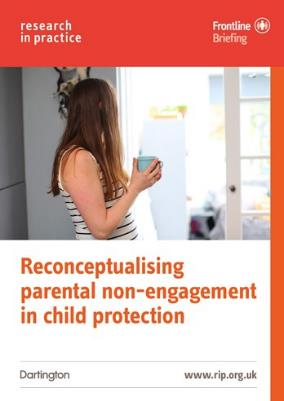 research
in practice
Frontline
Briefing
Reconceptualising
parental non-engagement
in child protection
Dartington
www.rip.org.uk